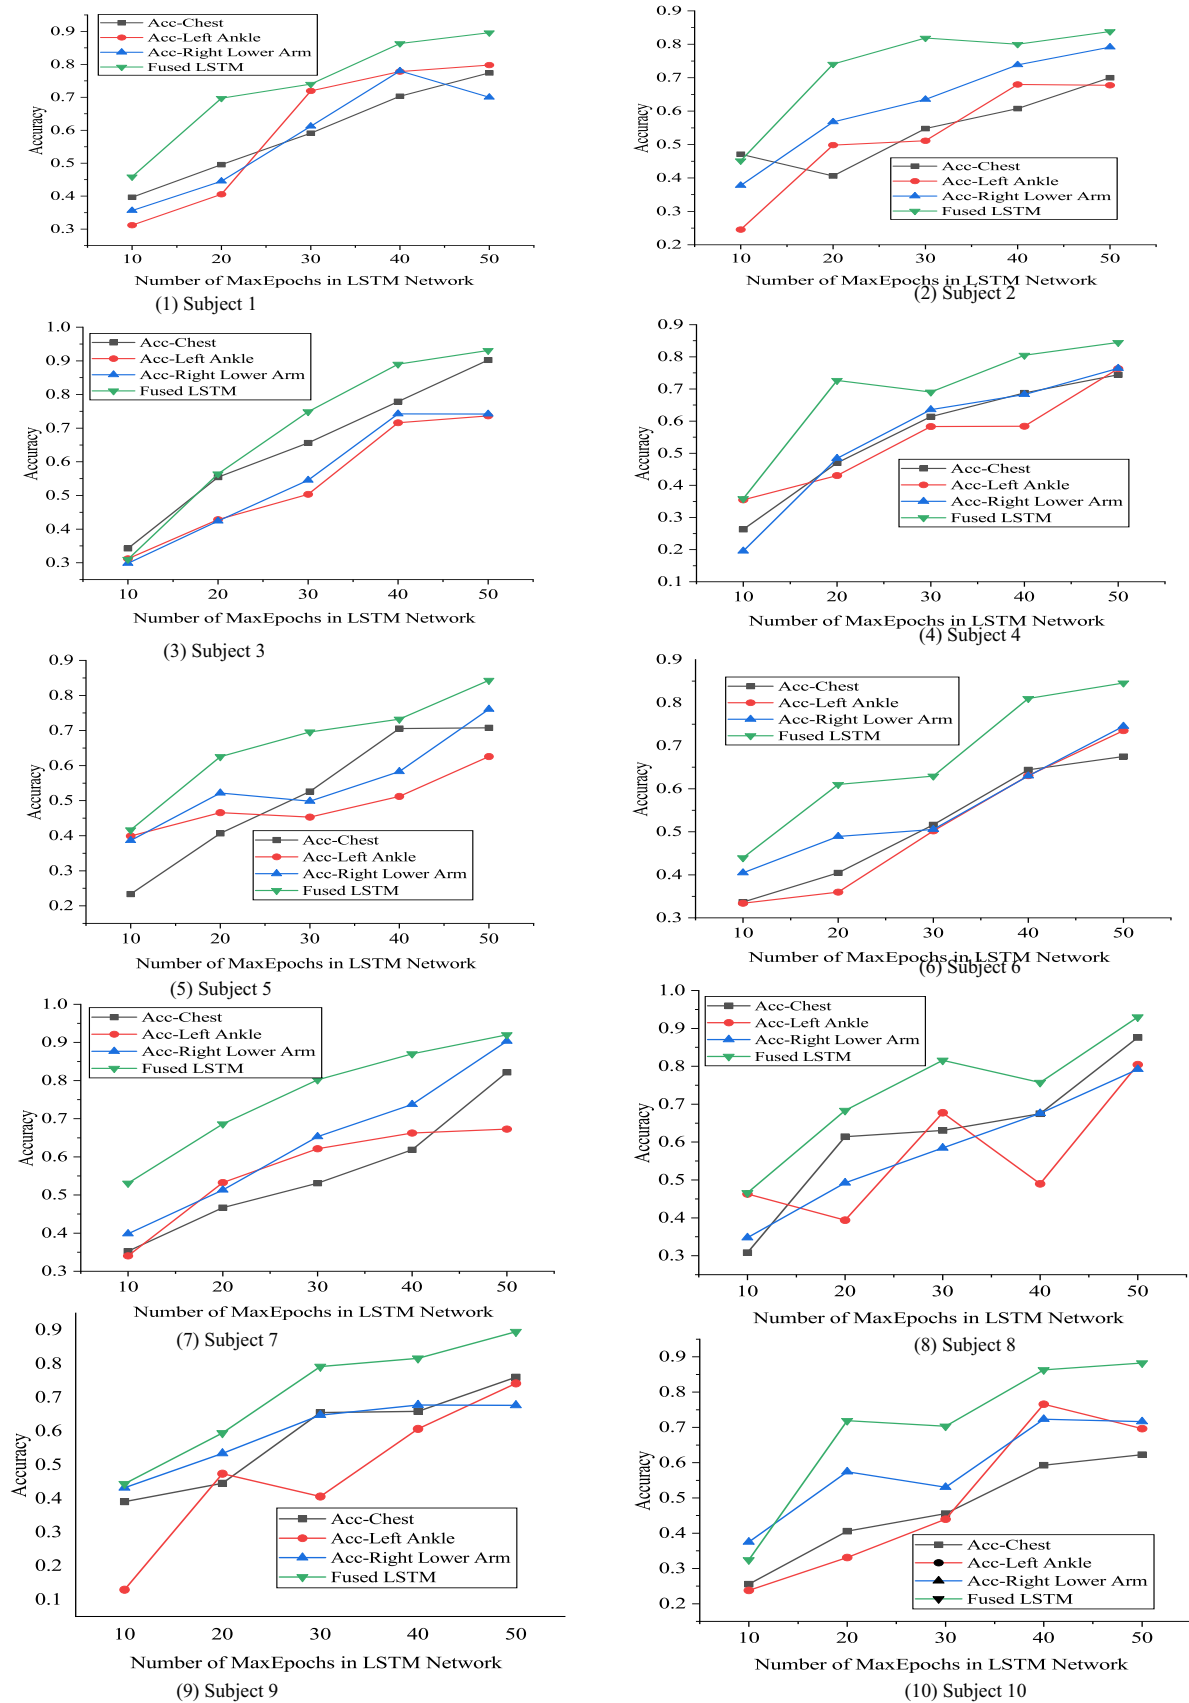 Acc-Chest
Acc-Left Ankle
Acc-Right Lower Arm
Fused LSTM
0.9
0.8
0.7
0.6
0.5
0.4
0.3
Accuracy
10 20 30 40 50
Number of MaxEpochs in LSTM Network
(1) Subject 1
0.9
0.8
0.7
0.6
0.5
0.4
0.3
0.2
Accuracy
Acc-Chest
Acc-Left Ankle
Acc-Right Lower Arm
Fused LSTM
10 20 30 40 50
Number of MaxEpochs in LSTM Network
(2) Subject 2
1.0
0.9
0.8
0.7
0.6
0.5
0.4
0.3
Accuracy
Acc-Chest
Acc-Left Ankle
Acc-Right Lower Arm
Fused LSTM
10 20 30 40 50
Number of MaxEpochs in LSTM Network
(3) Subject 3
0.9
0.8
0.7
0.6
0.5
0.4
0.3
0.2
0.1
Accuracy
Acc-Chest
Acc-Left Ankle
Acc-Right Lower Arm
Fused LSTM
10 20 30 40 50
Number of MaxEpochs in LSTM Network
(4) Subject 4
0.9
0.8
0.7
0.6
0.5
0.4
0.3
0.2
Accuracy
Acc-Chest
Acc-Left Ankle
Acc-Right Lower Arm
Fused LSTM
10 20 30 40 50
Number of MaxEpochs in LSTM Network
(5) Subject 5
0.9
0.7
0.5
0.4
0.3
Accuracy
Acc-Chest
Acc-Left Ankle
Acc-Right Lower Arm
Fused LSTM
10 20 30 40 50
Number of MaxEpochs in LSTM Network
(6) Subject 6
1.0
0.9
0.8
0.7
0.6
0.5
0.4
0.3
Accuracy
Acc-Chest
Acc-Left Ankle
Acc-Right Lower Arm
Fused LSTM
10 20 30 40 50
Number of MaxEpochs in LSTM Network
(7) Subject 7
1.0
0.9
0.8
0.7
0.6
0.5
0.4
0.3
Accuracy
Acc-Chest
Acc-Left Ankle
Acc-Right Lower Arm
Fused LSTM
10 20 30 40 50
Number of MaxEpochs in LSTM Network
(8) Subject 8
0.9
0.8
0.7
0.6
0.5
0.4
0.3
0.2
0.1
Accuracy
Acc-Chest
Acc-Left Ankle
Acc-Right Lower Arm
Fused LSTM
10 20 30 40 50
Number of MaxEpochs in LSTM Network
(9) Subject 9
0.9
0.8
0.7
0.6
0.5
0.4
0.3
0.2
Accuracy
Acc-Chest
Acc-Left Ankle
Acc-Right Lower Arm
Fused LSTM
10 20 30 40 50
Number of MaxEpochs in LSTM Network
(10) Subject 10